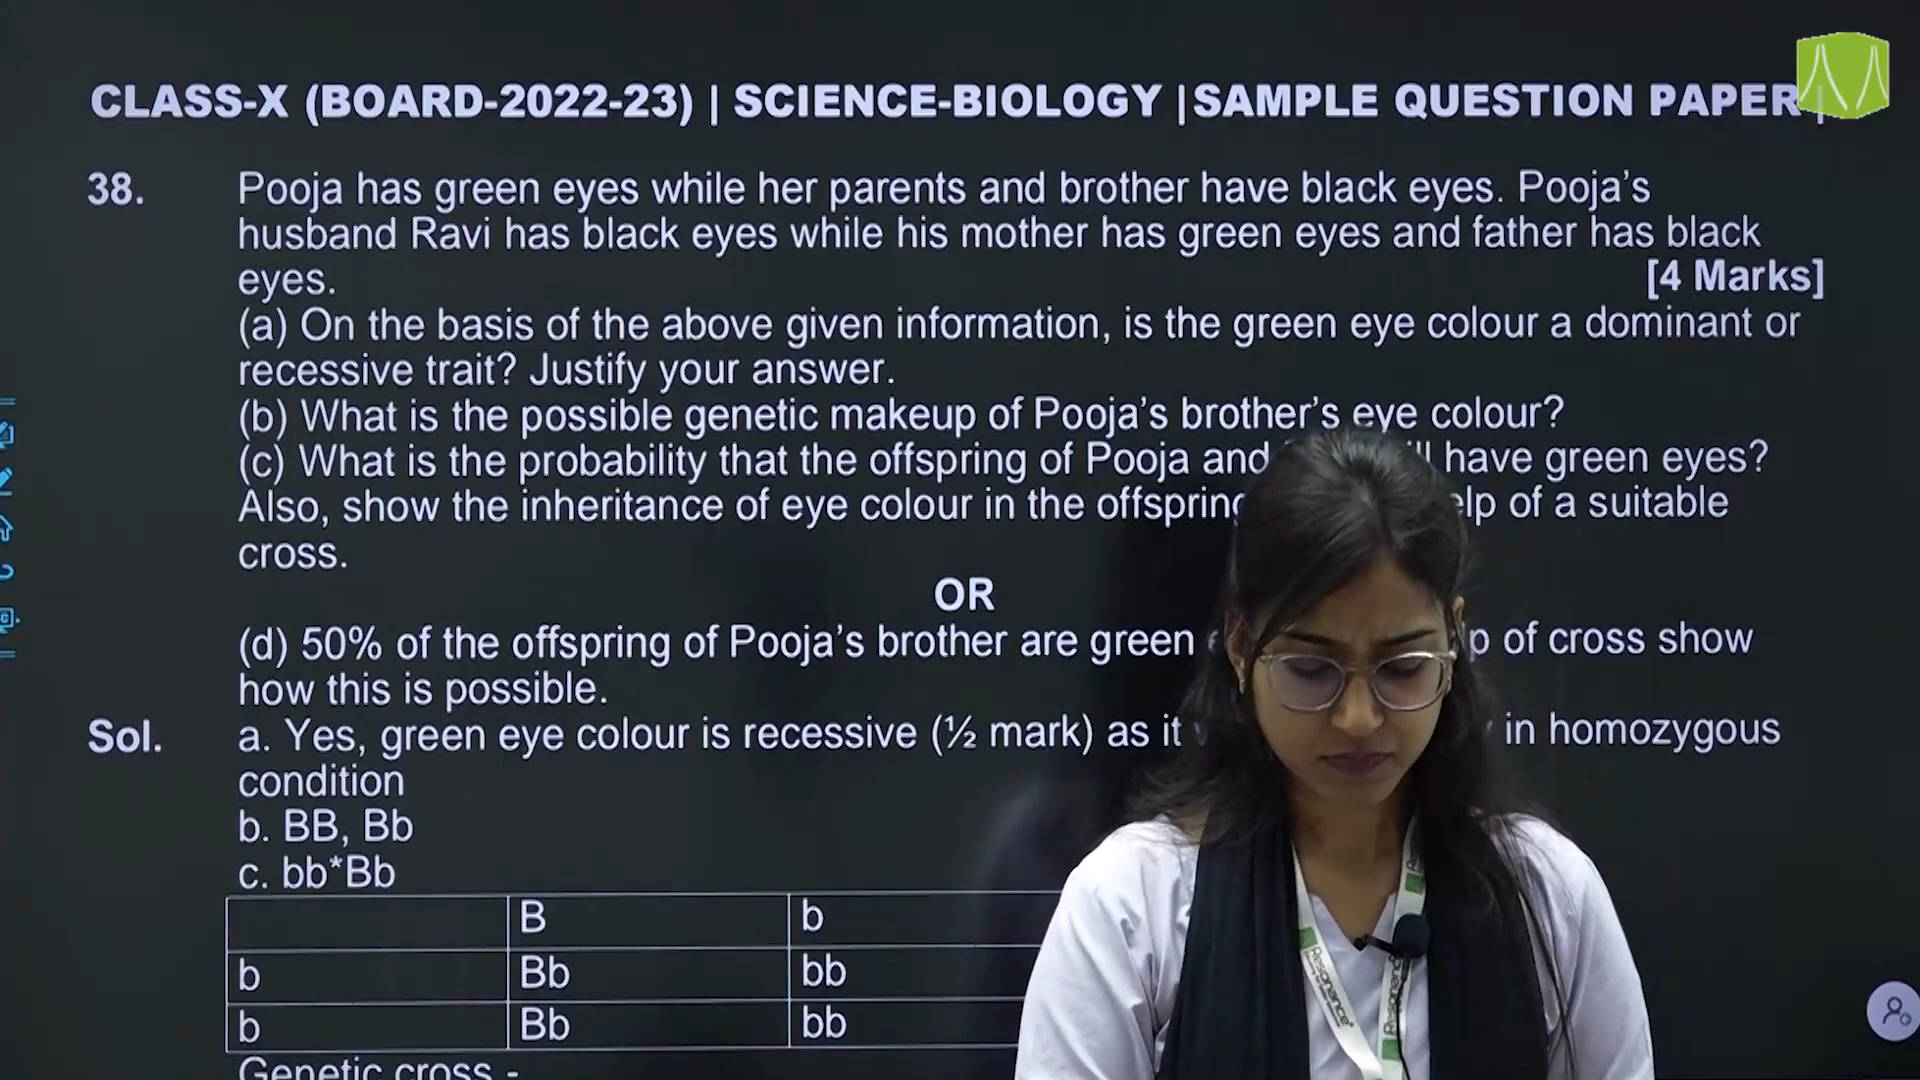 CLASS-X (BOARD-2022-23) | SCIENCE-BIOLOGY |SAMPLE QUESTION PAPER |
38. Pooja has green eyes while her parents and brother have black eyes. Pooja's
husband Ravi has black eyes while his mother has green eyes and father has black
eyes. [4 Marks]
(a) On the basis of the above given information, is the green eye colour a dominant or
recessive trait? Justify your answer.
(b) What is the possible genetic makeup of Pooja's brother's eye colour?
(c) What is the probability that the offspring of Pooja and have green eyes?
Also, show the inheritance of eye colour in the offspring of a suitable
cross.
OR
(d) 50% of the offspring of Pooja's brother are green of cross show
how this is possible.
Sol. a. Yes, green eye colour is recessive (½ mark) as it in homozygous
condition
b. BB, Bb
c. bb*Bb
B b
b Bb bb
b Bb bb
Genetic cross -
Resonance
Resonance